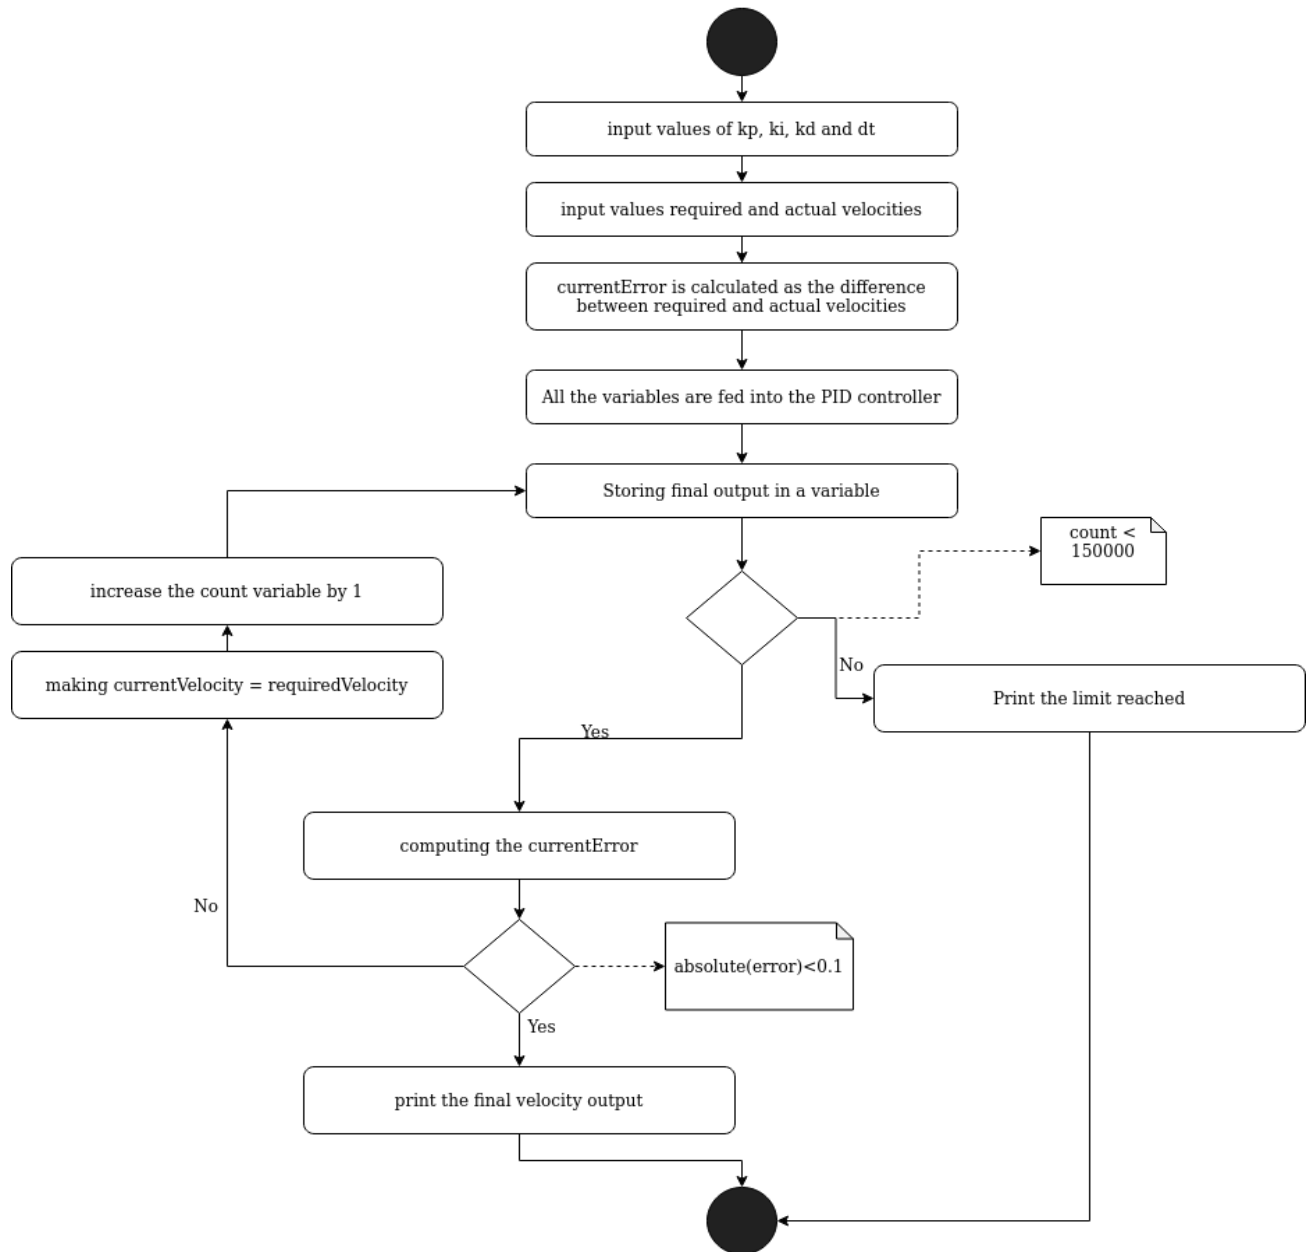 input values of kp, ki, kd and dt
input values required and actual velocities
currentError is calculated as the difference
between required and actual velocities
All the variables are fed into the PID controller
Storing final output in a variable
count <
150000
increase the count variable by 1
making currentVelocity = requiredVelocity
No
Print the limit reached
Yes
computing the currentError
No
absolute(error)<0.1
Yes
print the final velocity output